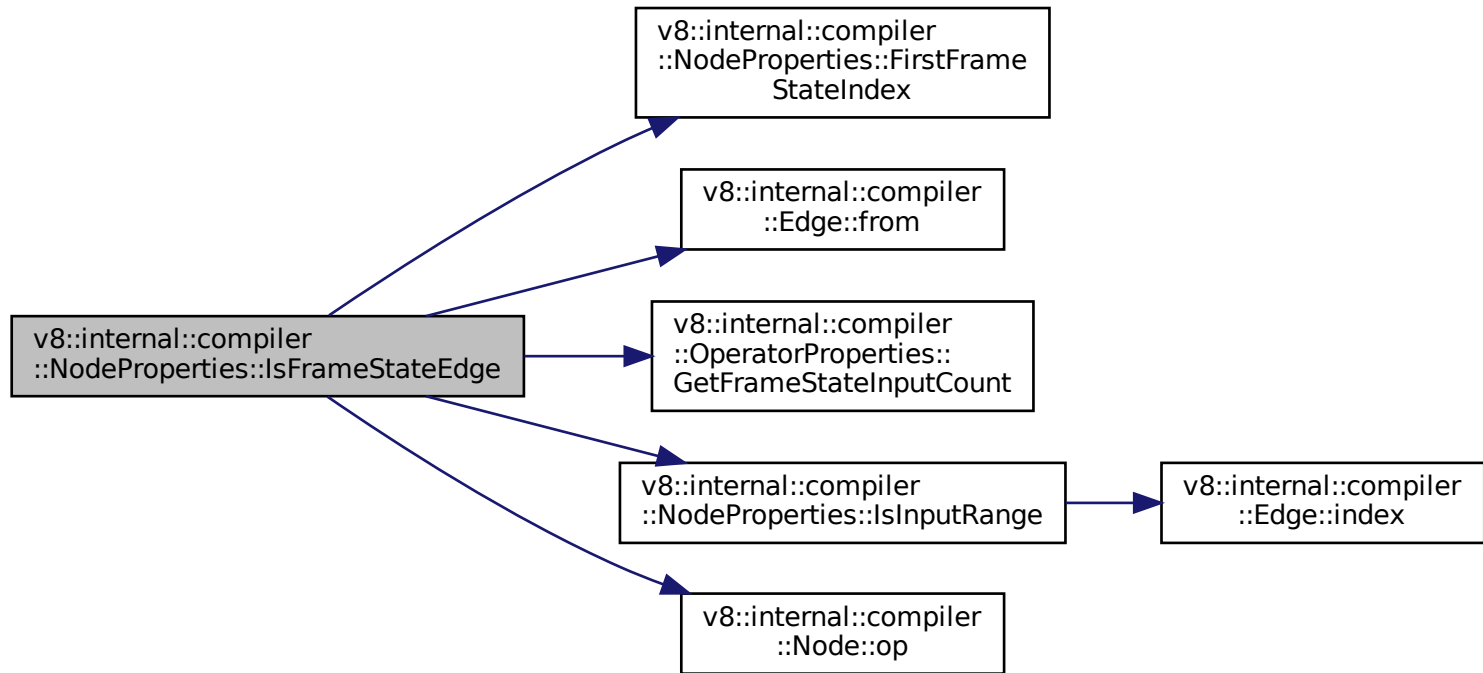 v8::internal::compiler
::NodeProperties::FirstFrame
StateIndex
v8::internal::compiler
::Edge::from
v8::internal::compiler
::NodeProperties::IsFrameStateEdge
v8::internal::compiler
::OperatorProperties::
GetFrameStateInputCount
v8::internal::compiler
::NodeProperties::IsInputRange
v8::internal::compiler
::Edge::index
v8::internal::compiler
::Node::op